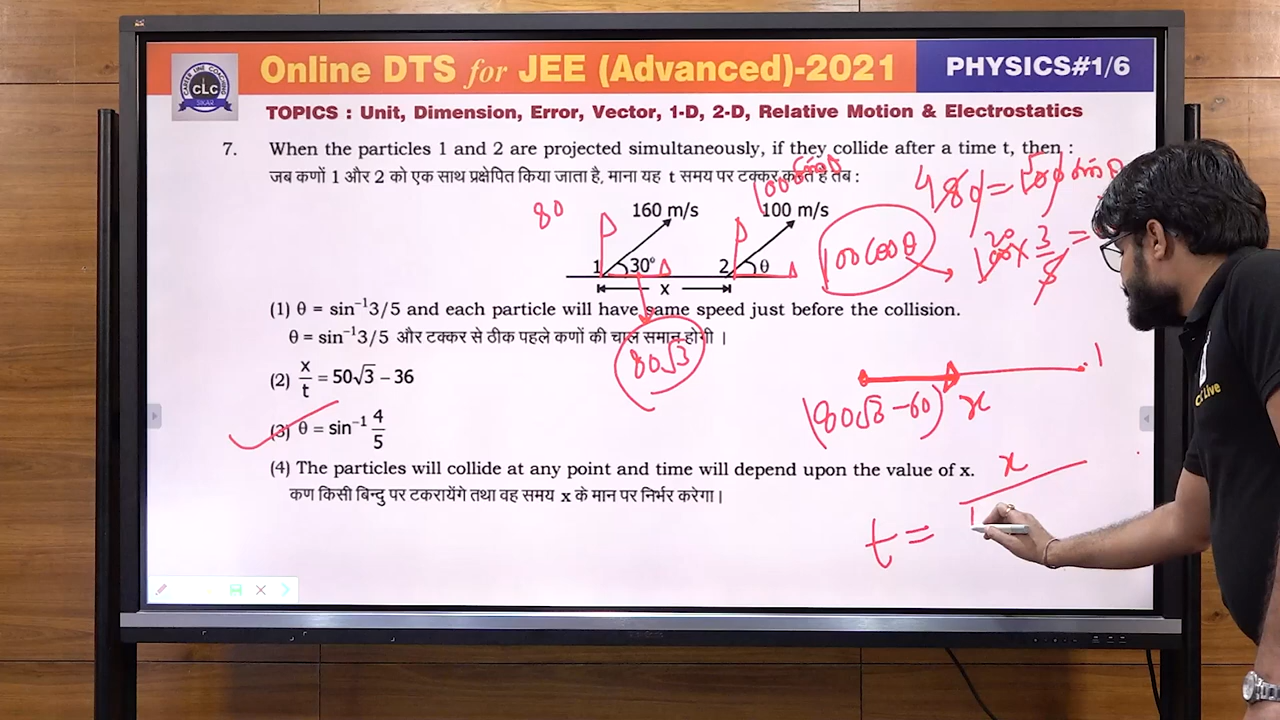 Online DTS for JEE (Advanced)-2021
PHYSICS#1/6
CLC
SIKAR
TOPICS : Unit, Dimension, Error, Vector, 1-D, 2-D, Relative Motion & Electrostatics
7. When the particles 1 and 2 are projected simultaneously, if they collide after a time t, then :
जब कणों 1 और 2 को एक साथ प्रक्षेपित किया जाता है, माना यह t समय पर टक्कर करते है तब :
80
160 m/s
100 m/s
1
30°
2
θ
x
100 cosθ
(1) θ = sin⁻¹3/5 and each particle will have same speed just before the collision.
θ = sin⁻¹3/5 और टक्कर से ठीक पहले कणों की चाल समान होगी ।
80√3
(2) x/t = 50√3 – 36
(3) θ = sin⁻¹ 4/5
(80√3 - 60)
x
1
(4) The particles will collide at any point and time will depend upon the value of x.
कण किसी बिन्दु पर टकरायेंगे तथा वह समय x के मान पर निर्भर करेगा ।
x
t =
Live